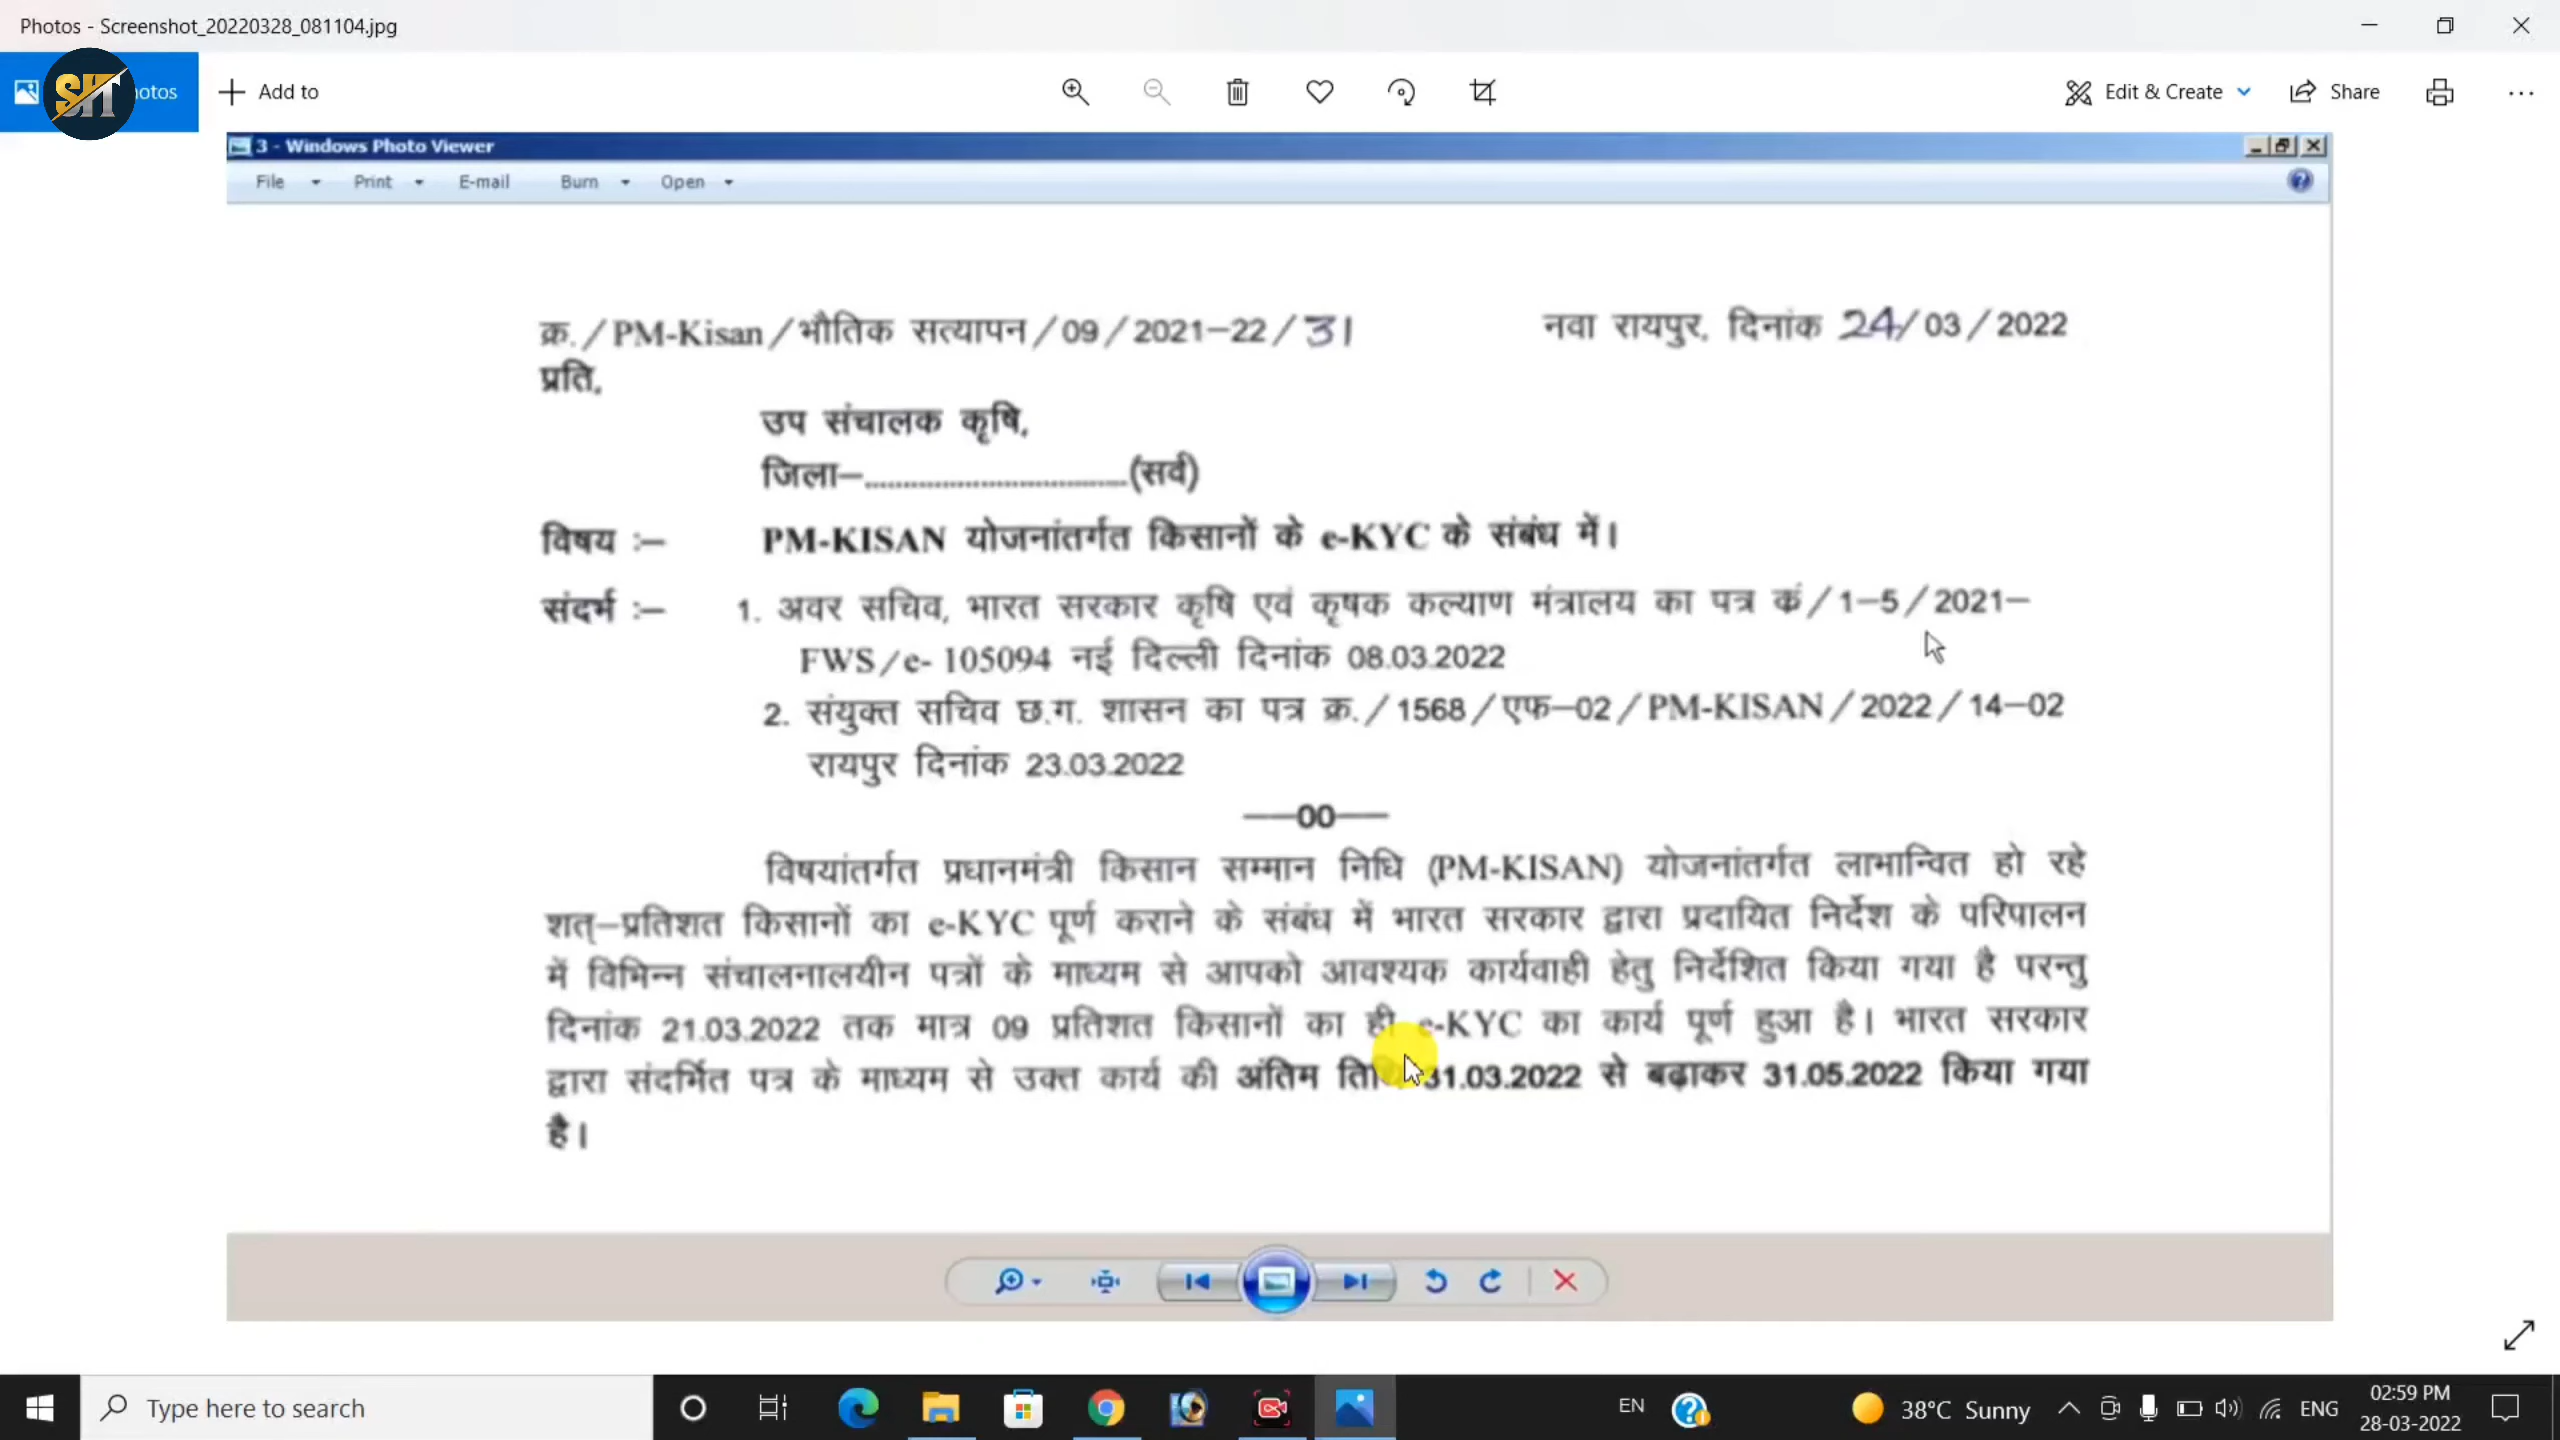 Photos - Screenshot_20220328_081104.jpg
SH otos
Add to
Edit & Create
Share
3 - Windows Photo Viewer
File Print E-mail Burn Open
क्र./PM-Kisan/भौतिक सत्यापन/09/2021–22/31 नवा रायपुर, दिनांक 24/03/2022
प्रति,
उप संचालक कृषि,
जिला–..................................(सर्व)
विषय :– PM-KISAN योजनांतर्गत किसानों के e-KYC के संबंध में।
संदर्भ :– 1. अवर सचिव, भारत सरकार कृषि एवं कृषक कल्याण मंत्रालय का पत्र कं/1–5/2021–
FWS/e- 105094 नई दिल्ली दिनांक 08.03.2022
2. संयुक्त सचिव छ.ग. शासन का पत्र क्र./1568/एफ–02/PM-KISAN/2022/14–02
रायपुर दिनांक 23.03.2022
——00——
विषयांतर्गत प्रधानमंत्री किसान सम्मान निधि (PM-KISAN) योजनांतर्गत लाभान्वित हो रहे
शत्–प्रतिशत किसानों का e-KYC पूर्ण कराने के संबंध में भारत सरकार द्वारा प्रदायित निर्देश के परिपालन
में विभिन्न संचालनालयीन पत्रों के माध्यम से आपको आवश्यक कार्यवाही हेतु निर्देशित किया गया है परन्तु
दिनांक 21.03.2022 तक मात्र 09 प्रतिशत किसानों का ही e-KYC का कार्य पूर्ण हुआ है। भारत सरकार
द्वारा संदर्भित पत्र के माध्यम से उक्त कार्य की अंतिम 31.03.2022 से बढ़ाकर 31.05.2022 किया गया
है।
Type here to search
EN
38°C Sunny
ENG
02:59 PM
28-03-2022